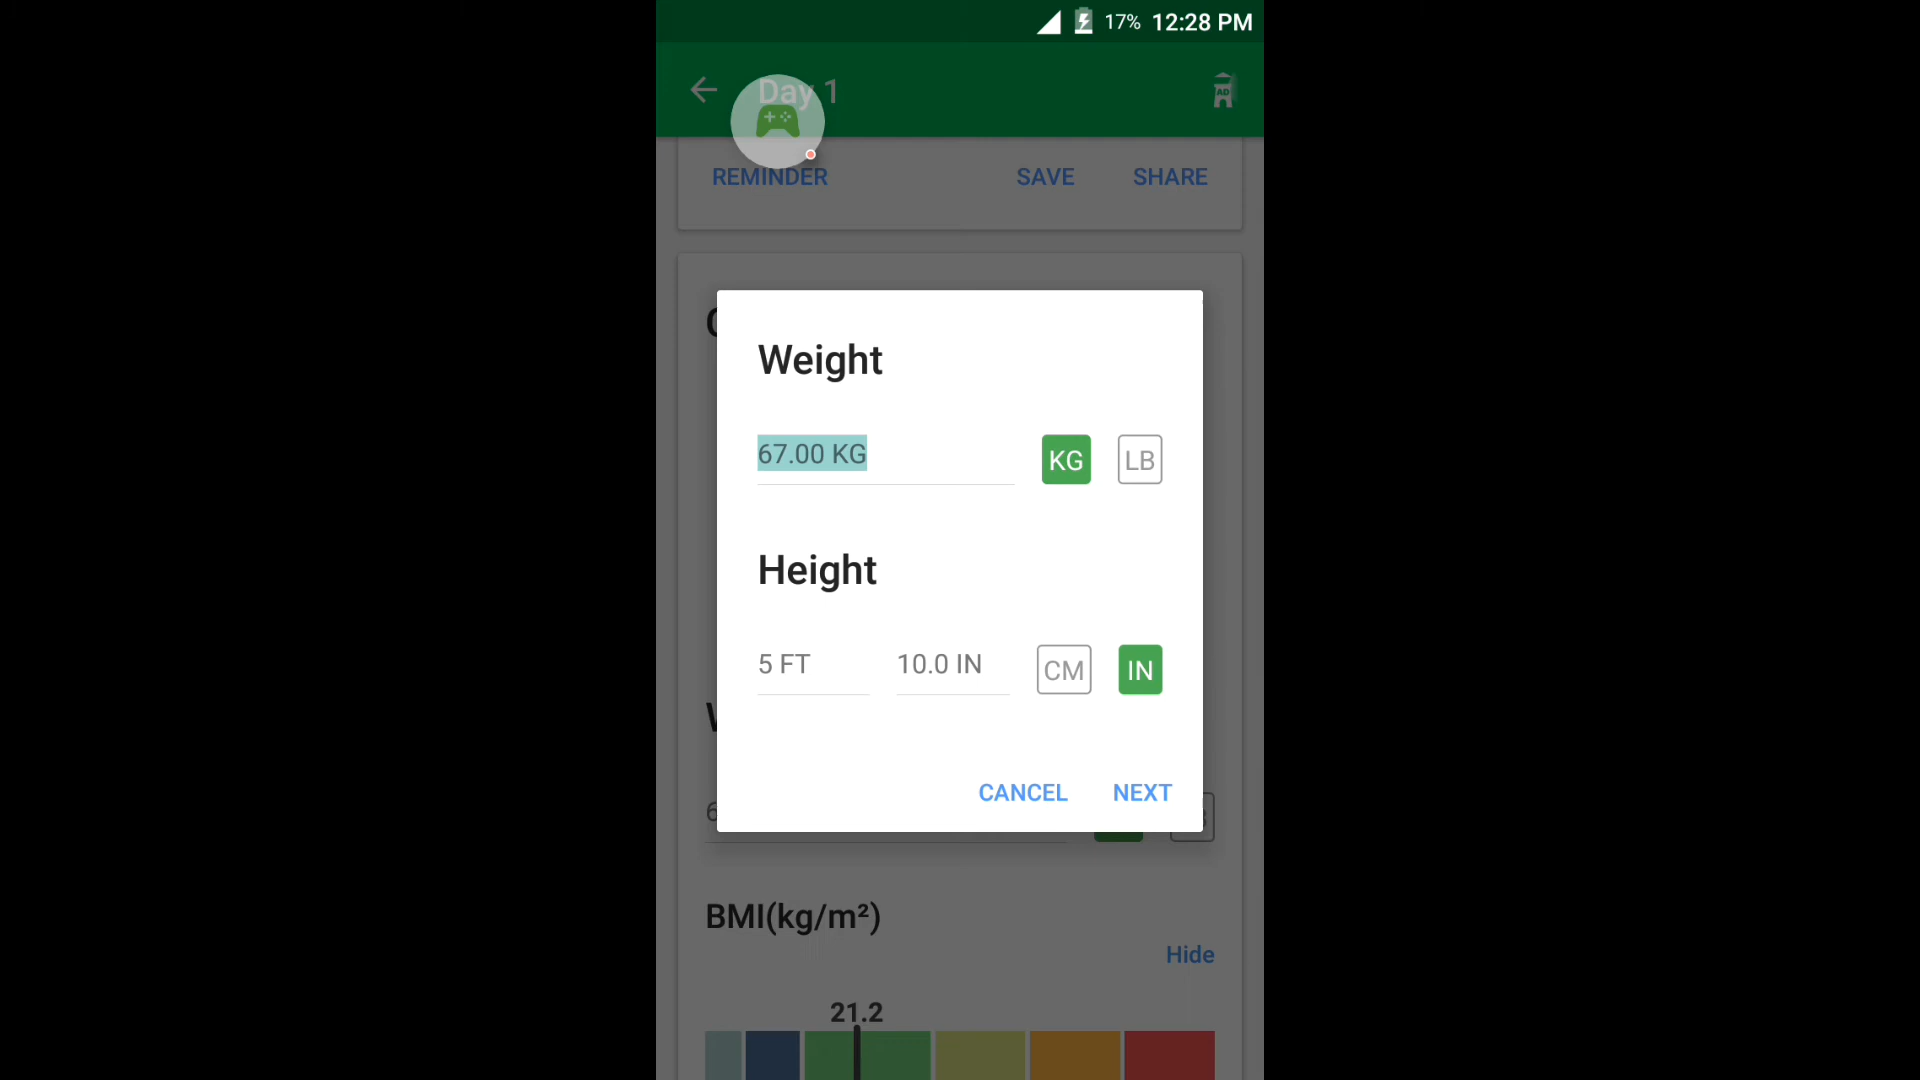 17% 12:28 PM
Day 1
AD
REMINDER SAVE SHARE
Weight
67.00 KG KG LB
Height
5 FT 10.0 IN CM IN
CANCEL NEXT
BMI(kg/m²)
Hide
21.2